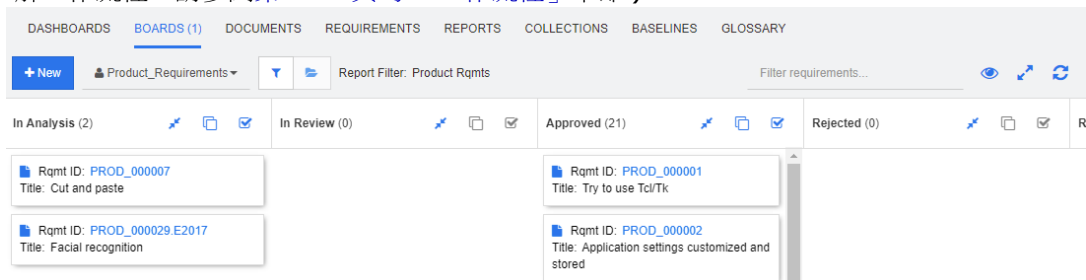 DASHBOARDS BOARDS (1) DOCUMENTS REQUIREMENTS REPORTS COLLECTIONS BASELINES GLOSSARY
+ New Product_Requirements Report Filter: Product Rqmts Filter requirements...
In Analysis (2) In Review (0) Approved (21) Rejected (0) R
Rqmt ID: PROD_000007
Title: Cut and paste
Rqmt ID: PROD_000029.E2017
Title: Facial recognition
Rqmt ID: PROD_000001
Title: Try to use Tcl/Tk
Rqmt ID: PROD_000002
Title: Application settings customized and
stored